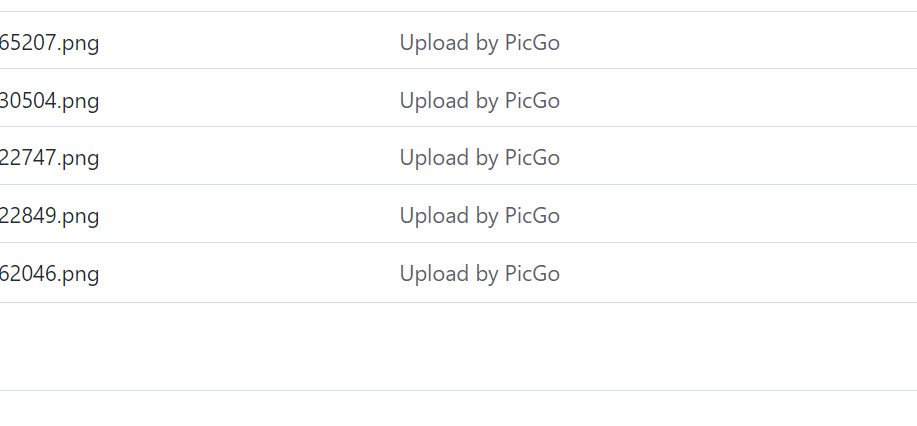 65207.png Upload by PicGo
30504.png Upload by PicGo
22747.png Upload by PicGo
22849.png Upload by PicGo
62046.png Upload by PicGo